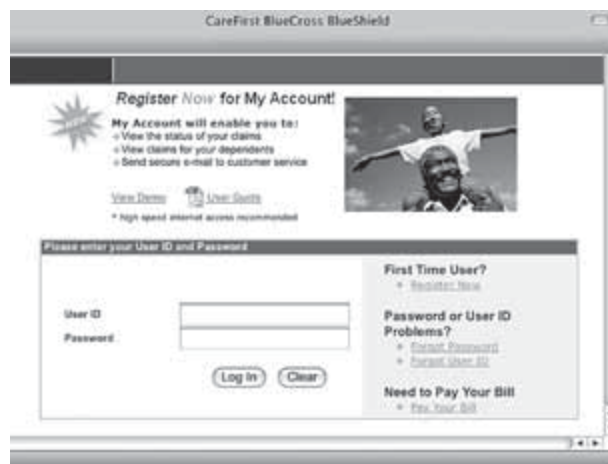 CareFirst BlueCross BlueShield
Register Now for My Account!
My Account will enable you to:
View the status of your claims
View claims for your dependents
Send secure e-mail to customer service
View Demo
User Guide
* high speed internet access recommended
Please enter your User ID and Password
User ID
Password
Log In
Clear
First Time User?
Register Now
Password or User ID
Problems?
Forgot Password
Forgot User ID
Need to Pay Your Bill
Pay Your Bill